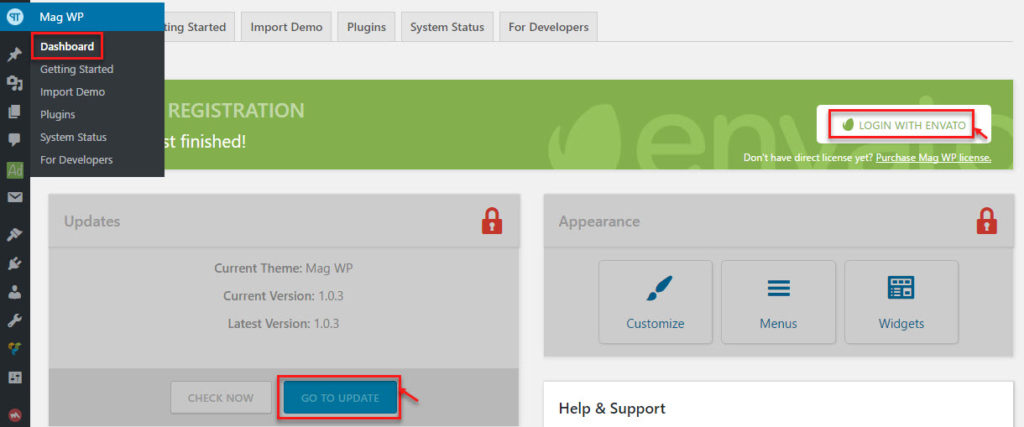 Mag WP
Dashboard
Getting Started
Import Demo
Plugins
System Status
For Developers
Ad
ting Started
Import Demo
Plugins
System Status
For Developers
REGISTRATION
st finished!
envato
LOGIN WITH ENVATO
Don't have direct license yet? Purchase Mag WP license.
Updates
Current Theme: Mag WP
Current Version: 1.0.3
Latest Version: 1.0.3
CHECK NOW
GO TO UPDATE
Appearance
Customize
Menus
Widgets
Help & Support